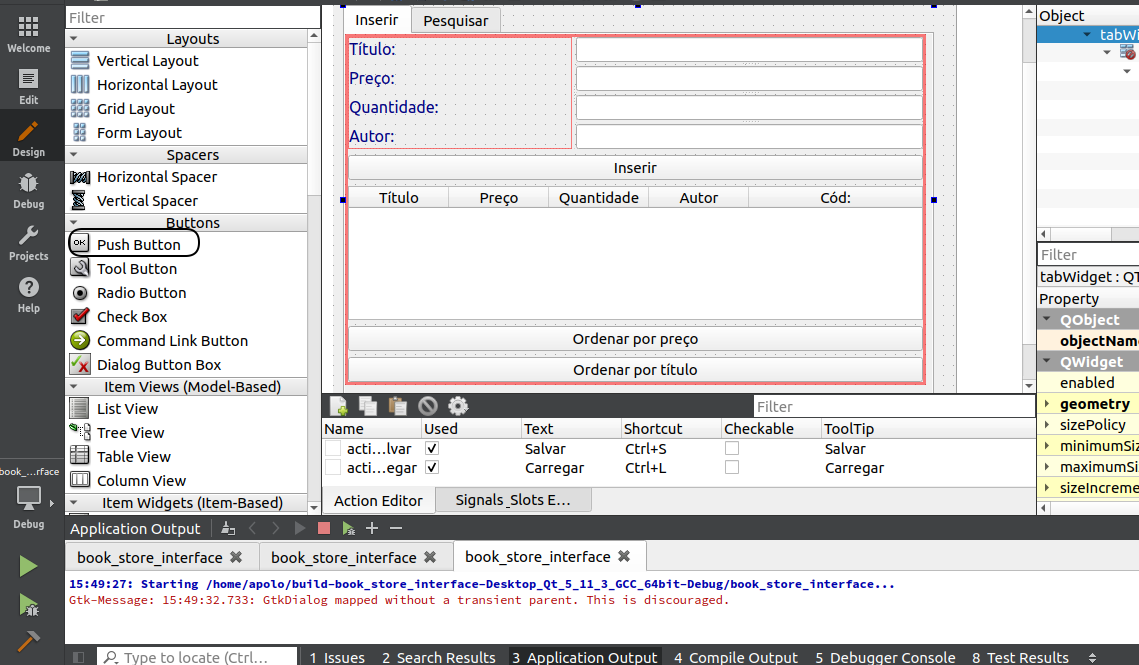 Welcome
Edit
Design
Debug
Projects
Help
book_...rface
Debug
Filter
Layouts
Vertical Layout
Horizontal Layout
Grid Layout
Form Layout
Spacers
Horizontal Spacer
Vertical Spacer
Buttons
OK Push Button
Tool Button
Radio Button
Check Box
Command Link Button
Dialog Button Box
Item Views (Model-Based)
List View
Tree View
Table View
Column View
Item Widgets (Item-Based)
Inserir Pesquisar
Título:
Preço:
Quantidade:
Autor:
Inserir
Título Preço Quantidade Autor Cód:
Ordenar por preço
Ordenar por título
Filter
Name Used Text Shortcut Checkable ToolTip
acti...lvar Salvar Ctrl+S Salvar
acti...egar Carregar Ctrl+L Carregar
Action Editor Signals_Slots E...
Object
tabWi
Filter
tabWidget : QT
Property
QObject
objectName
QWidget
enabled
geometry
sizePolicy
minimumSiz
maximumSi
sizeIncreme
Application Output
book_store_interface book_store_interface book_store_interface
15:49:27: Starting /home/apolo/build-book_store_interface-Desktop_Qt_5_11_3_GCC_64bit-Debug/book_store_interface...
Gtk-Message: 15:49:32.733: GtkDialog mapped without a transient parent. This is discouraged.
Type to locate (Ctrl... 1 Issues 2 Search Results 3 Application Output 4 Compile Output 5 Debugger Console 8 Test Results